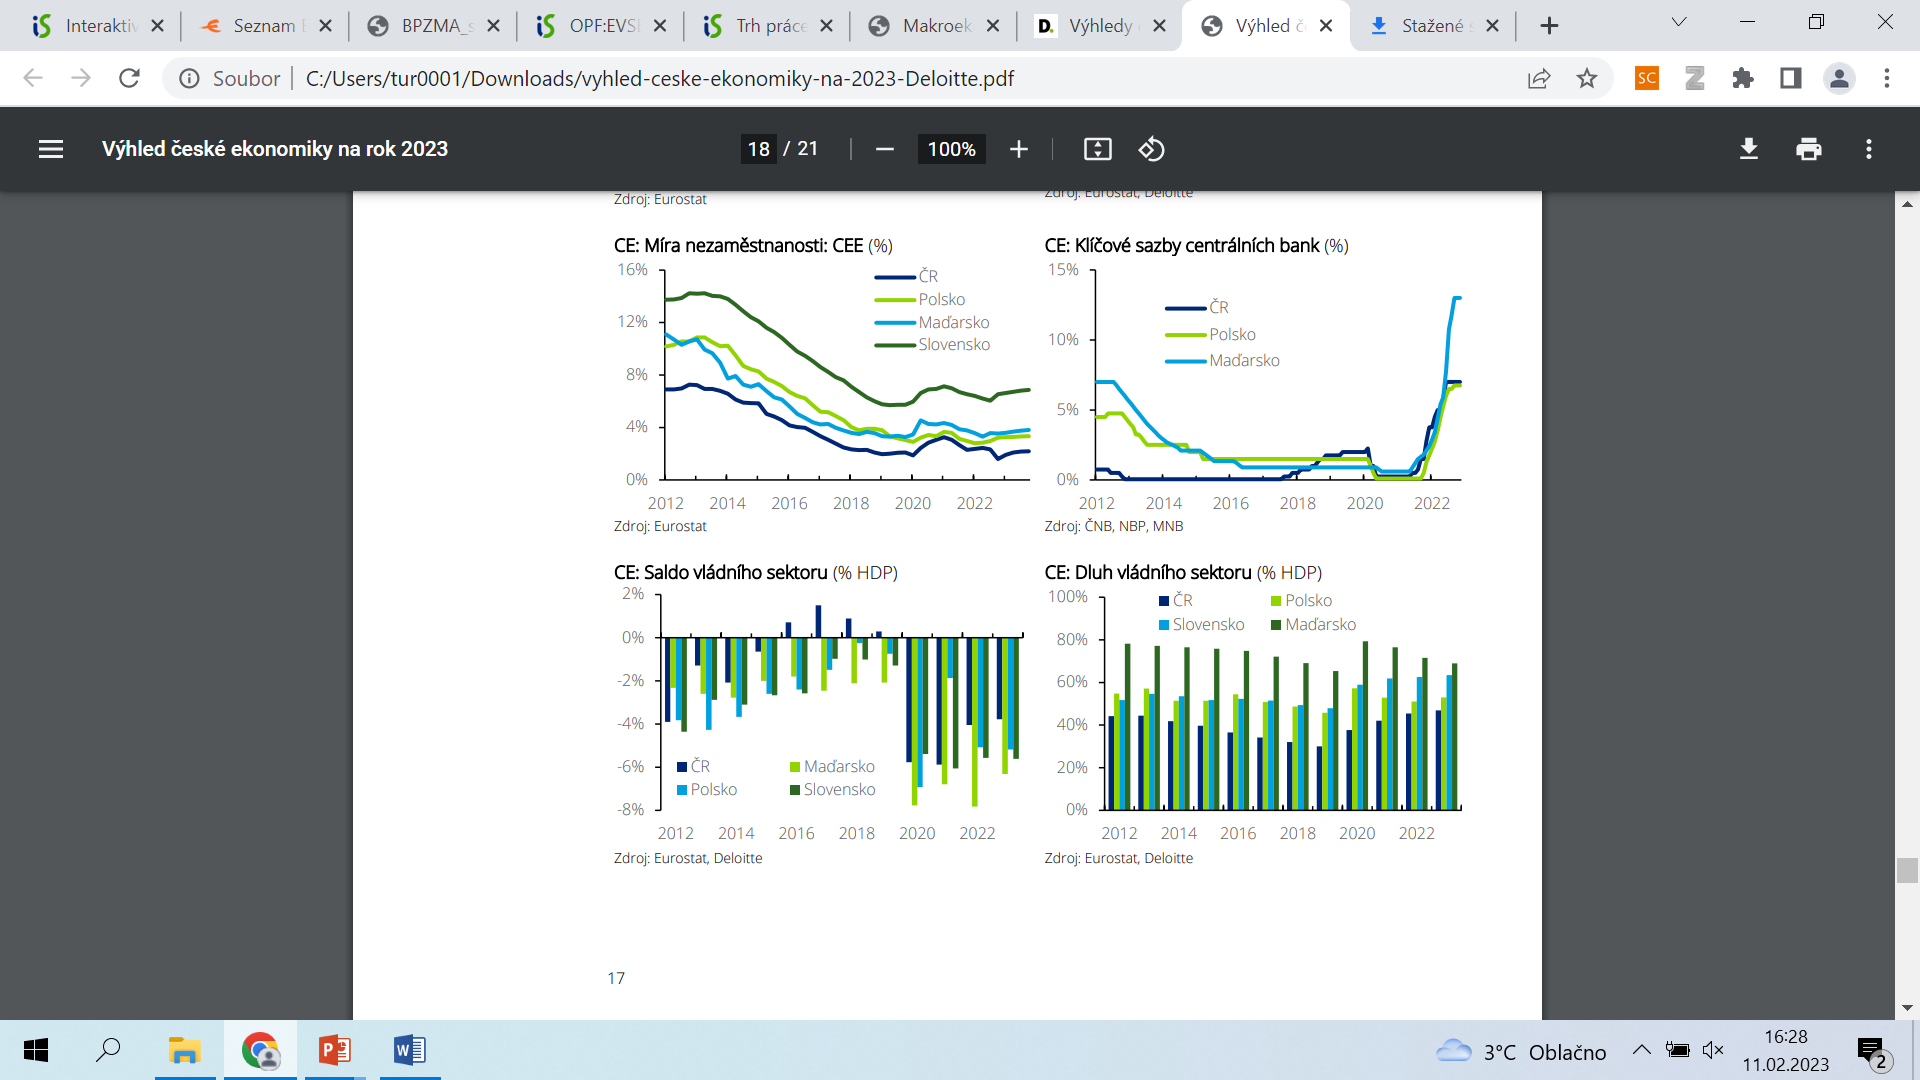 Interaktiv
Seznam
BPZMA_s
OPF:EVS
Trh práce
Makroek
D. Výhledy
Výhled č
Stažené s
Soubor C:/Users/tur0001/Downloads/vyhled-ceske-ekonomiky-na-2023-Deloitte.pdf
SC
Výhled české ekonomiky na rok 2023
18 / 21
100%
Zdroj: Eurostat
Zdroj: Eurostat, Deloitte
CE: Míra nezaměstnanosti: CEE (%)
16%
12%
8%
4%
0%
ČR
Polsko
Maďarsko
Slovensko
2012 2014 2016 2018 2020 2022
Zdroj: Eurostat
CE: Klíčové sazby centrálních bank (%)
15%
10%
5%
0%
ČR
Polsko
Maďarsko
2012 2014 2016 2018 2020 2022
Zdroj: ČNB, NBP, MNB
CE: Saldo vládního sektoru (% HDP)
2%
0%
-2%
-4%
-6%
-8%
ČR Maďarsko
Polsko Slovensko
2012 2014 2016 2018 2020 2022
Zdroj: Eurostat, Deloitte
CE: Dluh vládního sektoru (% HDP)
100%
80%
60%
40%
20%
0%
ČR Polsko
Slovensko Maďarsko
2012 2014 2016 2018 2020 2022
Zdroj: Eurostat, Deloitte
17
3°C Oblačno
16:28
11.02.2023
2